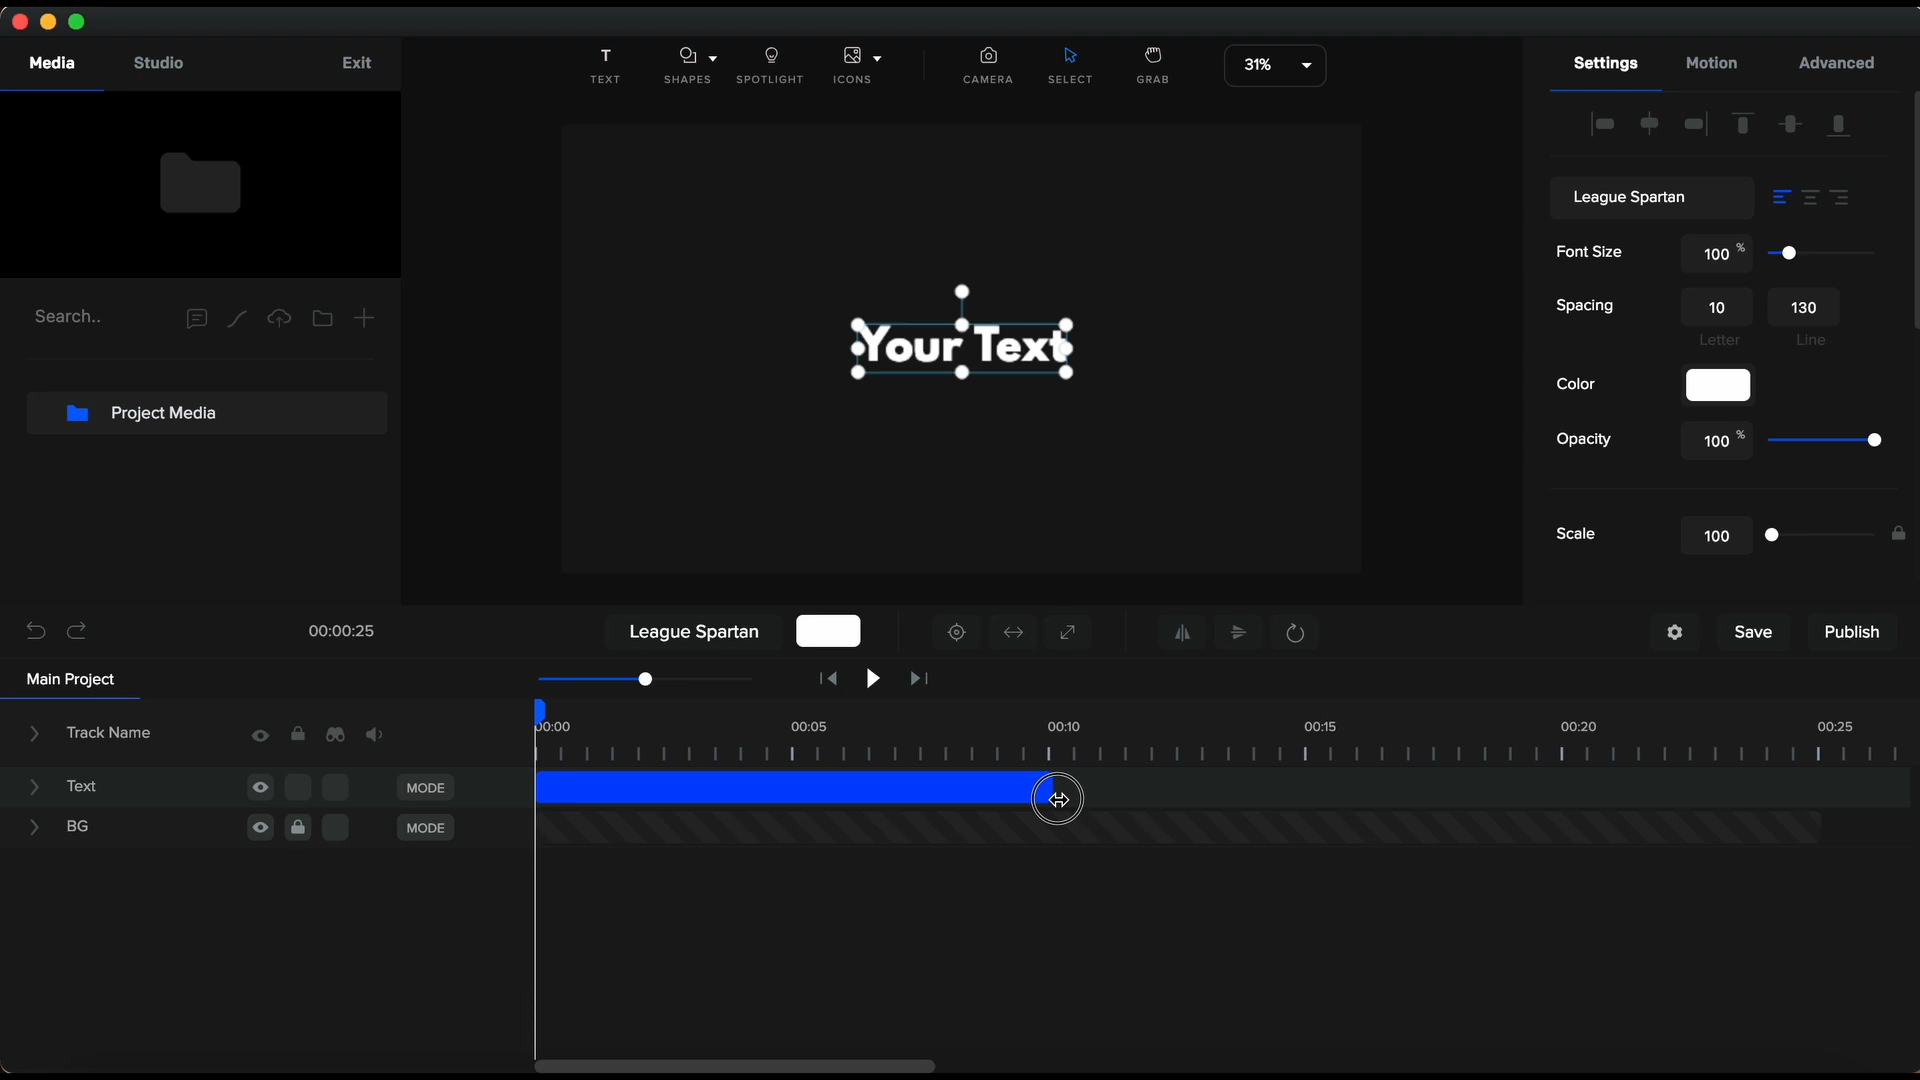 Media
Studio
Exit
TEXT
SHAPES
SPOTLIGHT
ICONS
CAMERA
SELECT
GRAB
31%
Settings
Motion
Advanced
Search..
Project Media
Your Text
League Spartan
Font Size
100 %
Spacing
10
130
Letter
Line
Color
Opacity
100 %
Scale
100
00:00:25
League Spartan
Save
Publish
Main Project
Track Name
00:00
00:05
00:10
00:15
00:20
00:25
Text
MODE
BG
MODE